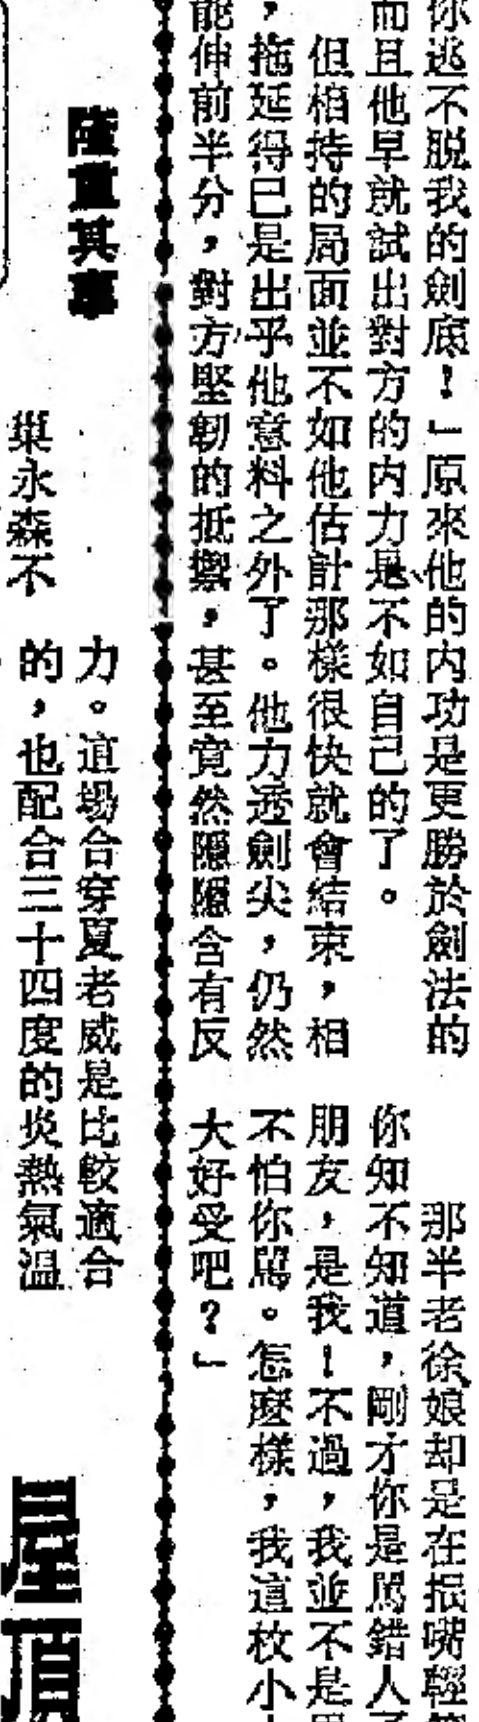 你逃不脫我的劍底！」原來他的內功是更勝於劍法的
而且他早就試出對方的內力是不如自己的了。
但相持的局面並不如他估計那樣很快就會結束，相
，拖延得巳是出乎他意料之外了。他力透劍尖，仍然
能伸前半分，對方堅韌的抵禦，甚至竟然隱隱含有反
那半老徐娘却是在抿嘴輕
你知不知道，剛才你是駡錯人了
朋友，是我！不過，我並不是
不怕你駡。怎麼樣，我這枚小
大好受吧？」
隆重其事
巢永森不
力。這場合穿夏老威是比較適合
的，也配合三十四度的炎熱氣溫
屋頂